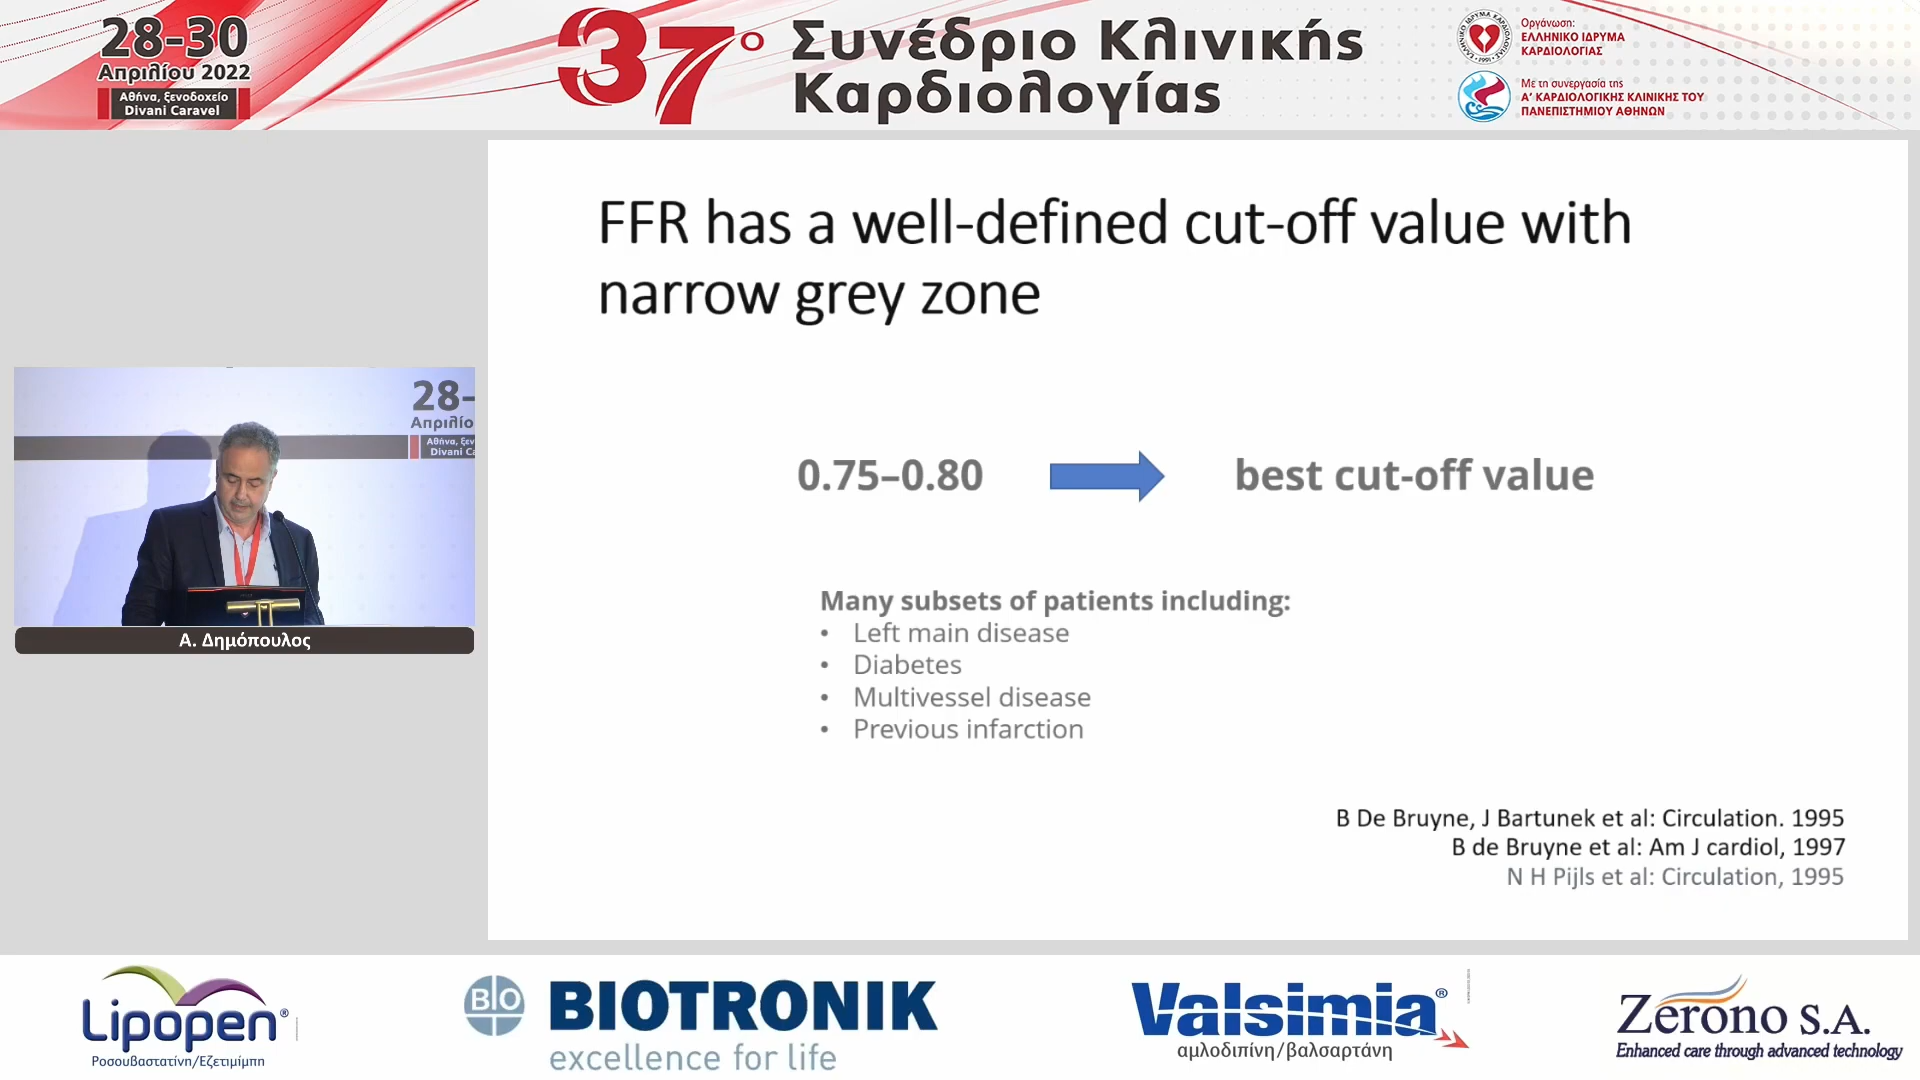 28-30
Απριλίου 2022
Αθήνα, ξενοδοχείο
Divani Caravel
37ο Συνέδριο Κλινικής
Καρδιολογίας
Οργάνωση:
ΕΛΛΗΝΙΚΟ ΙΔΡΥΜΑ
ΚΑΡΔΙΟΛΟΓΙΑΣ
Με τη συνεργασία της
Α' ΚΑΡΔΙΟΛΟΓΙΚΗΣ ΚΛΙΝΙΚΗΣ ΤΟΥ
ΠΑΝΕΠΙΣΤΗΜΙΟΥ ΑΘΗΝΩΝ
FFR has a well-defined cut-off value with
narrow grey zone
0.75–0.80 best cut-off value
Many subsets of patients including:
• Left main disease
• Diabetes
• Multivessel disease
• Previous infarction
B De Bruyne, J Bartunek et al: Circulation. 1995
B de Bruyne et al: Am J cardiol, 1997
N H Pijls et al: Circulation, 1995
28-
Απριλίο
Αθήνα, ξεν
Divani Ca
Α. Δημόπουλος
Lipopen®
Ροσουβαστατίνη/Εζετιμίμπη
BIO BIOTRONIK
excellence for life
Valsimia®
αμλοδιπίνη/βαλσαρτάνη
Zerono S.A.
Enhanced care through advanced technology